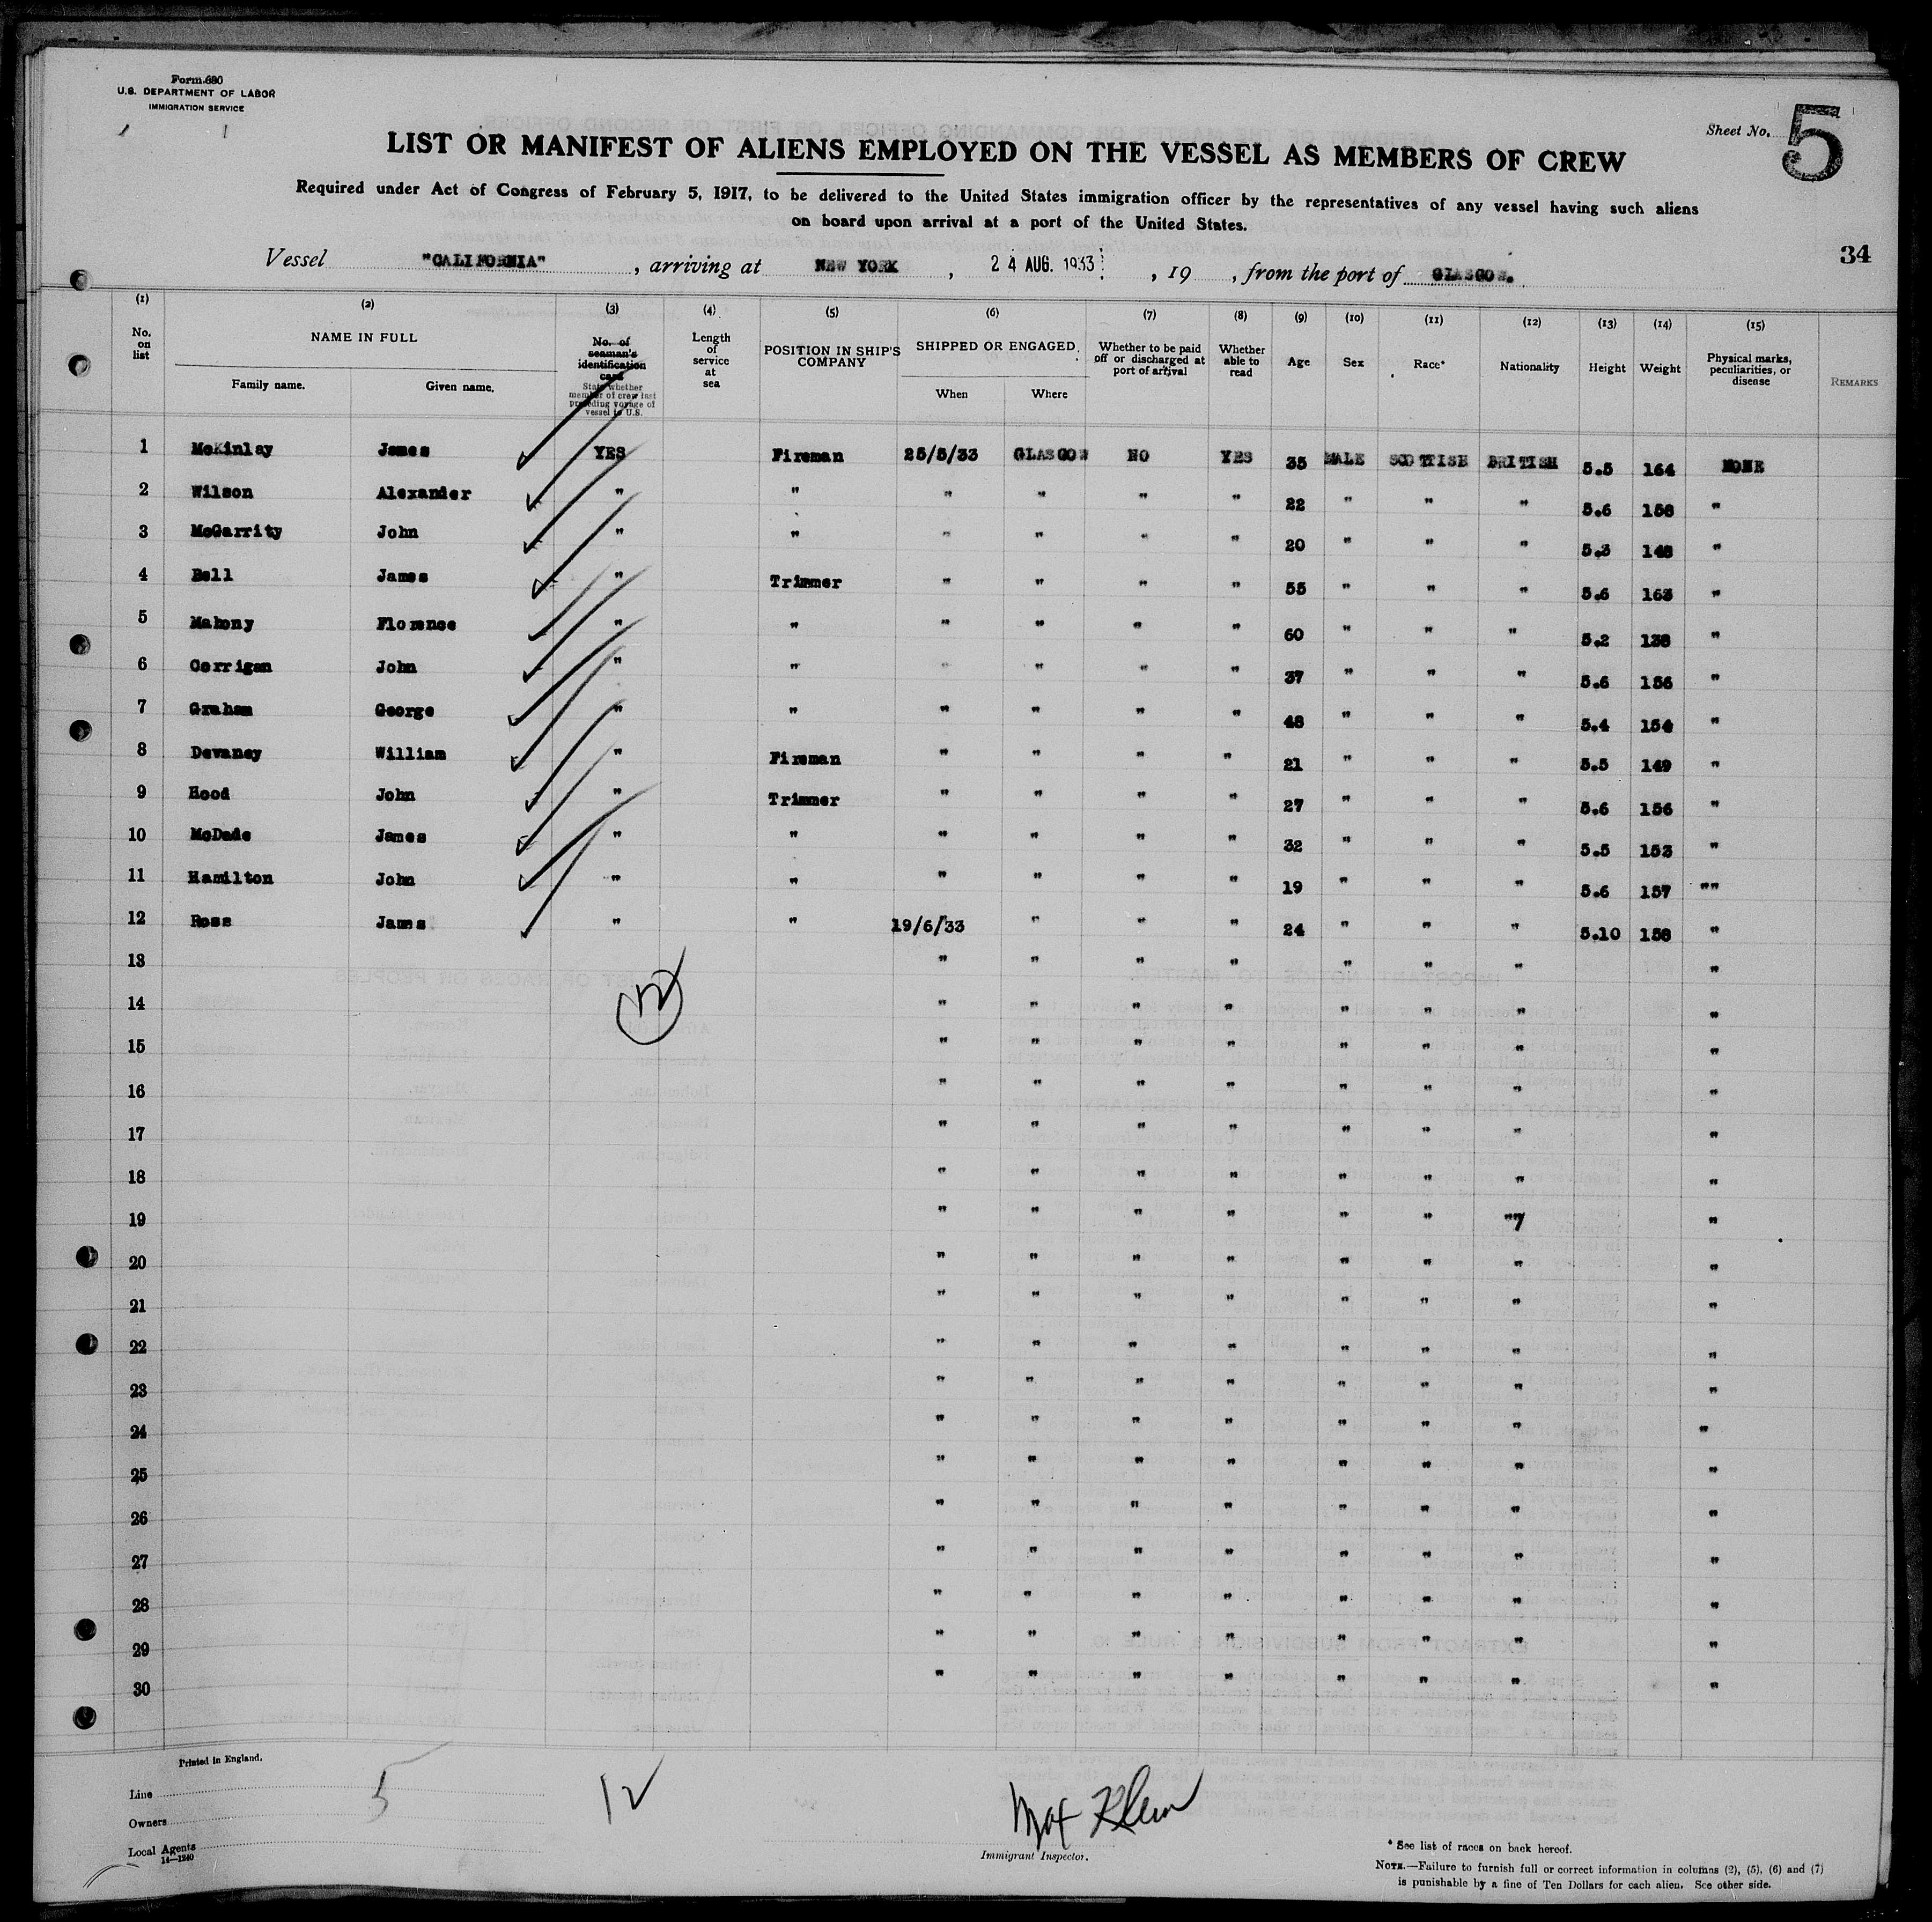 Form 680
U.S. DEPARTMENT OF LABOR
IMMIGRATION SERVICE
Sheet No. 5
LIST OR MANIFEST OF ALIENS EMPLOYED ON THE VESSEL AS MEMBERS OF CREW
Required under Act of Congress of February 5, 1917, to be delivered to the United States immigration officer by the representatives of any vessel having such aliens
on board upon arrival at a port of the United States.
34
Vessel "CALIFORNIA", arriving at NEW YORK, 24 AUG. 1933, 19, from the port of GLASGOW.
(1) (2) (3) (4) (5) (6) (7) (8) (9) (10) (11) (12) (13) (14) (15)
No. on list NAME IN FULL Family name. Given name. No. of seaman's identification card State whether member of crew last preceding voyage of vessel to U.S. Length of service at sea POSITION IN SHIP'S COMPANY SHIPPED OR ENGAGED. When Where Whether to be paid off or discharged at port of arrival Whether able to read Age Sex Race* Nationality Height Weight Physical marks, peculiarities, or disease REMARKS
1 McKinlay James YES Fireman 25/5/33 GLASGOW NO YES 35 MALE SCOTTISH BRITISH 5.5 164 NONE
2 Wilson Alexander " " " " " " 22 " " " 5.6 158 "
3 McGarrity John " " " " " " 20 " " " 5.3 148 "
4 Bell James " Trimmer " " " " 55 " " " 5.6 163 "
5 Mahony Florence " " " " " " 60 " " " 5.2 138 "
6 Corrigan John " " " " " " 37 " " " 5.6 156 "
7 Graham George " " " " " " 48 " " " 5.4 154 "
8 Devaney William " Fireman " " " " 21 " " " 5.5 149 "
9 Hood John " Trimmer " " " " 27 " " " 5.6 156 "
10 McDade James " " " " " " 32 " " " 5.5 153 "
11 Hamilton John " " " " " " 19 " " " 5.6 157 ""
12 Ross James " " 19/6/33 " " " 24 " " " 5.10 158 "
13 " " " " " " " "
12
14 " " " " " " " "
15 " " " " " " " "
16 " " " " " " " "
17 " " " " " " " "
18 " " " " " " " "
19 " " " " " " "7 "
20 " " " " " " " "
21 " " " " " " " "
22 " " " " " " " "
23 " " " " " " " "
24 " " " " " " " "
25 " " " " " " " "
26 " " " " " " " "
27 " " " " " " " "
28 " " " " " " " "
29 " " " " " " " "
30 " " " " " " " "
Printed in England.
Line
Owners
Local Agents
14—1240
5
12
Max Klein
Immigrant Inspector.
* See list of races on back hereof.
NOTE.—Failure to furnish full or correct information in columns (2), (5), (6) and (7)
is punishable by a fine of Ten Dollars for each alien. See other side.